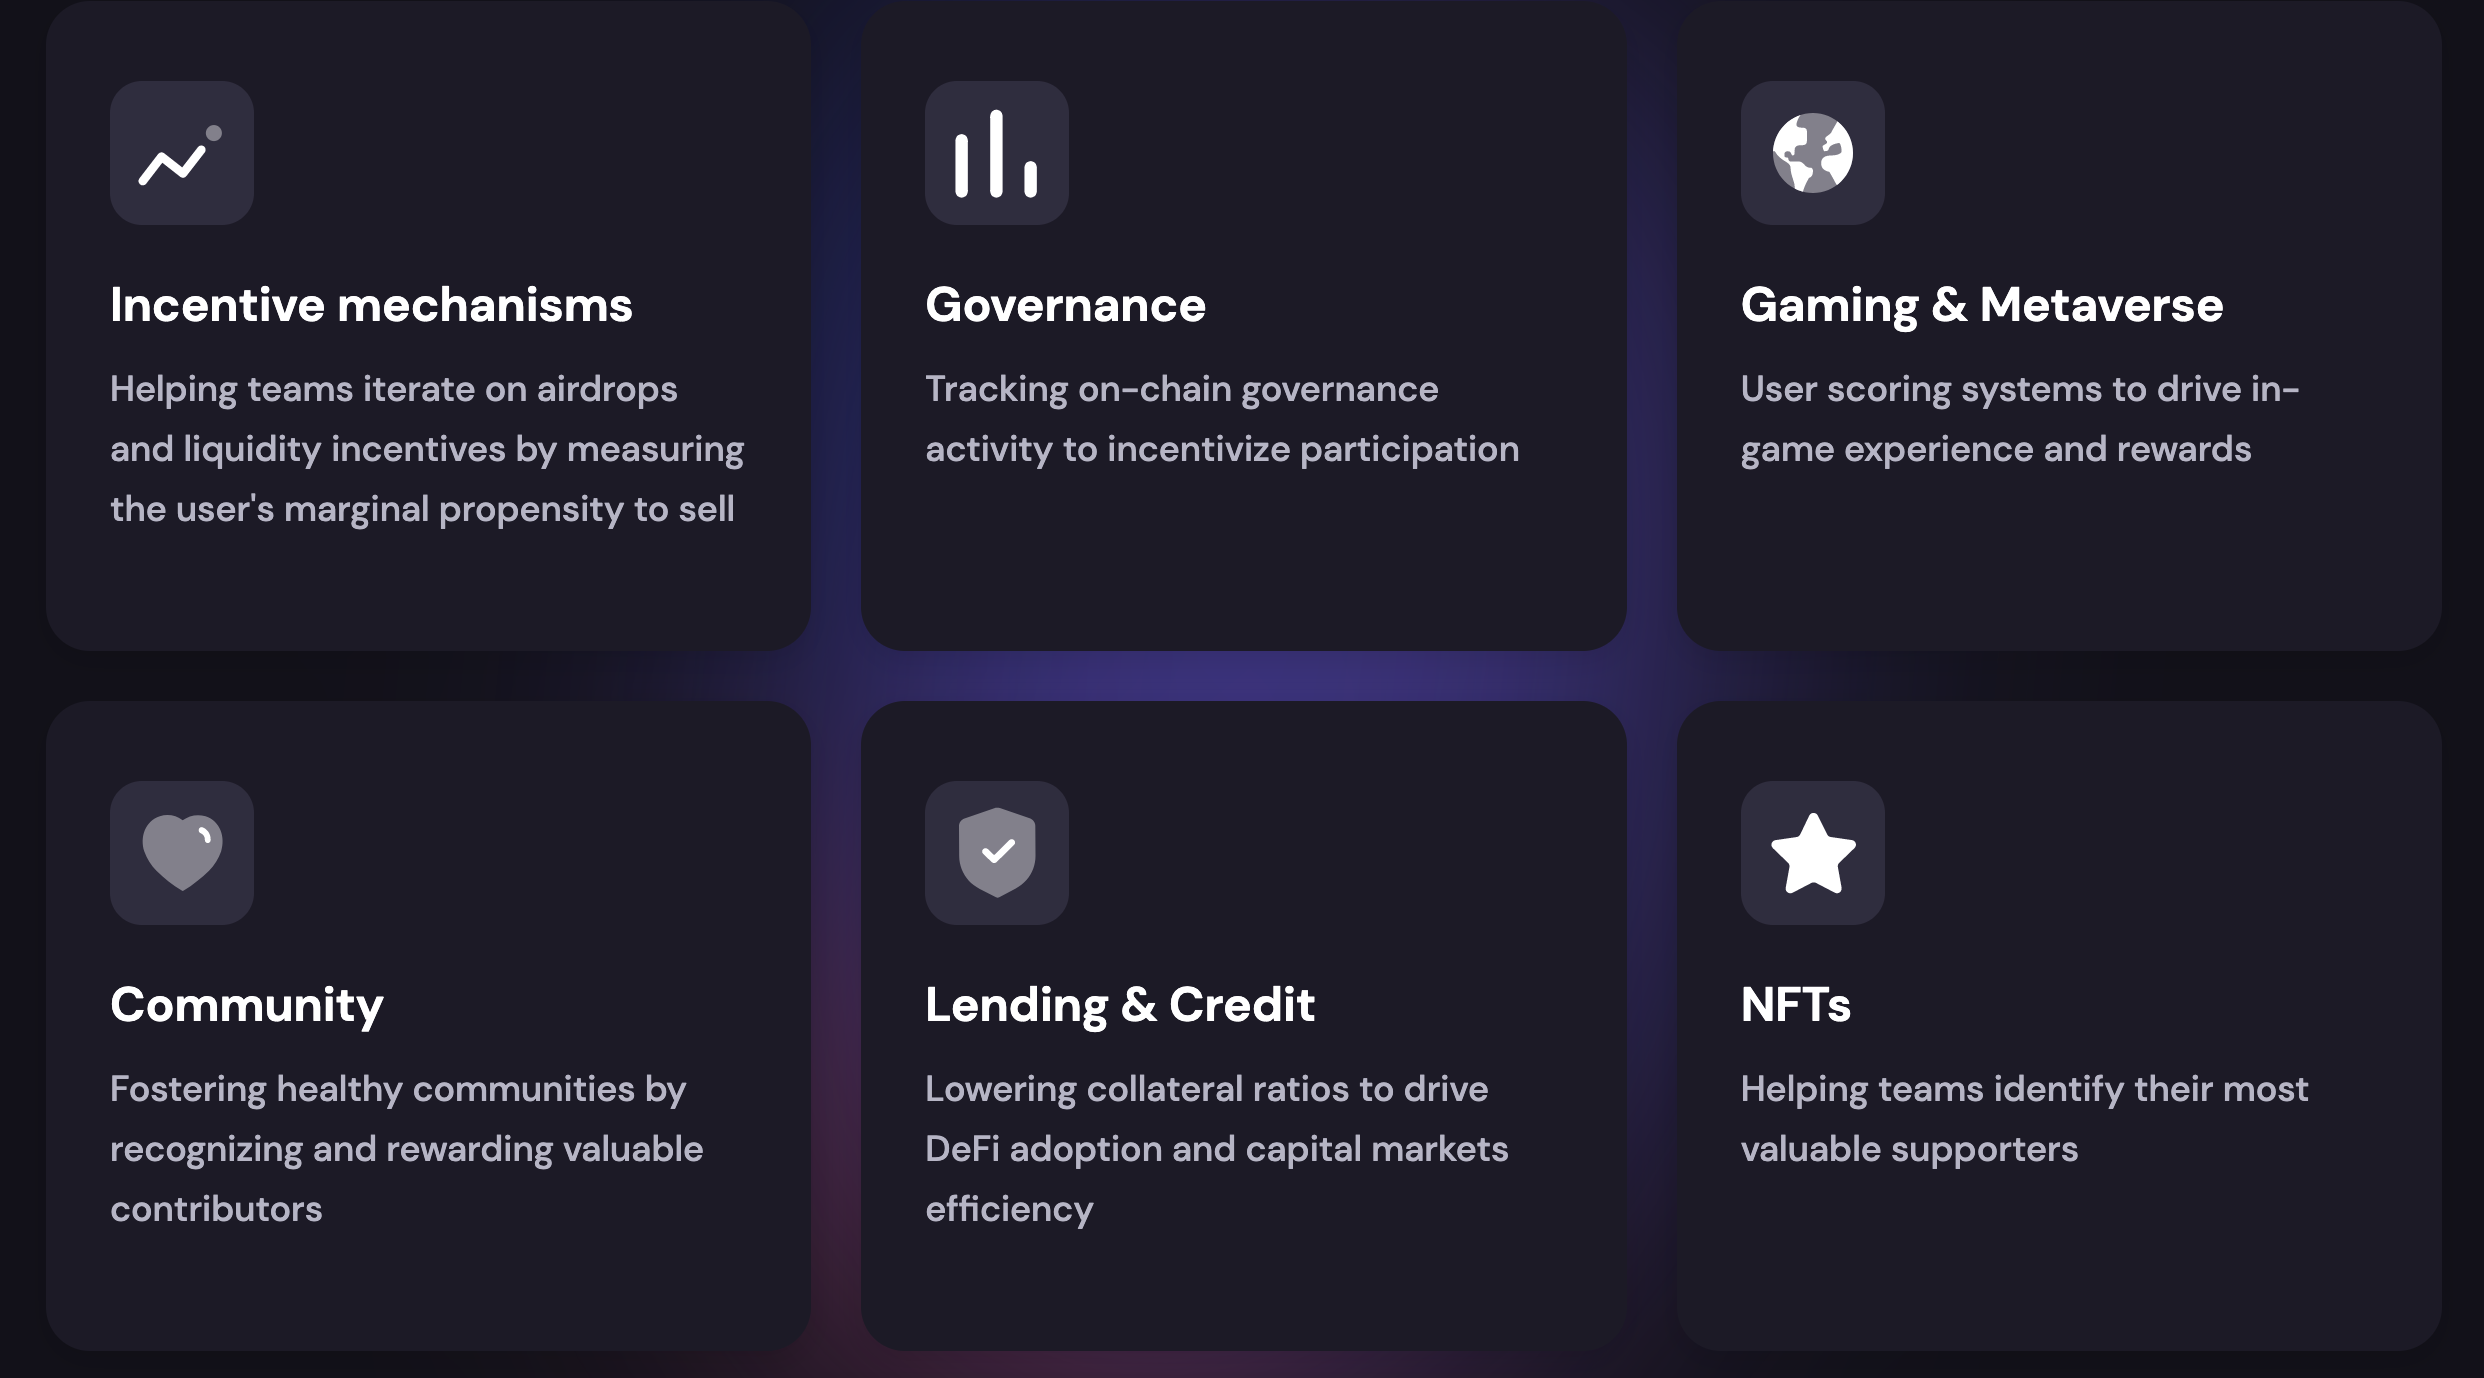 Incentive mechanisms
Helping teams iterate on airdrops
and liquidity incentives by measuring
the user's marginal propensity to sell
Governance
Tracking on-chain governance
activity to incentivize participation
Gaming & Metaverse
User scoring systems to drive in-
game experience and rewards
Community
Fostering healthy communities by
recognizing and rewarding valuable
contributors
Lending & Credit
Lowering collateral ratios to drive
DeFi adoption and capital markets
efficiency
NFTs
Helping teams identify their most
valuable supporters